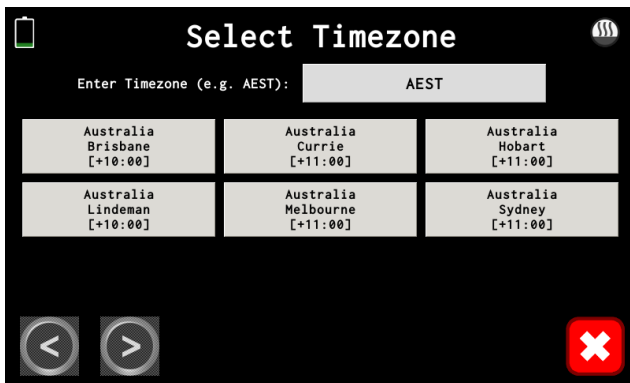 Select Timezone
Enter Timezone (e.g. AEST):
AEST
Australia
Brisbane
[+10:00]
Australia
Currie
[+11:00]
Australia
Hobart
[+11:00]
Australia
Lindeman
[+10:00]
Australia
Melbourne
[+11:00]
Australia
Sydney
[+11:00]
< >